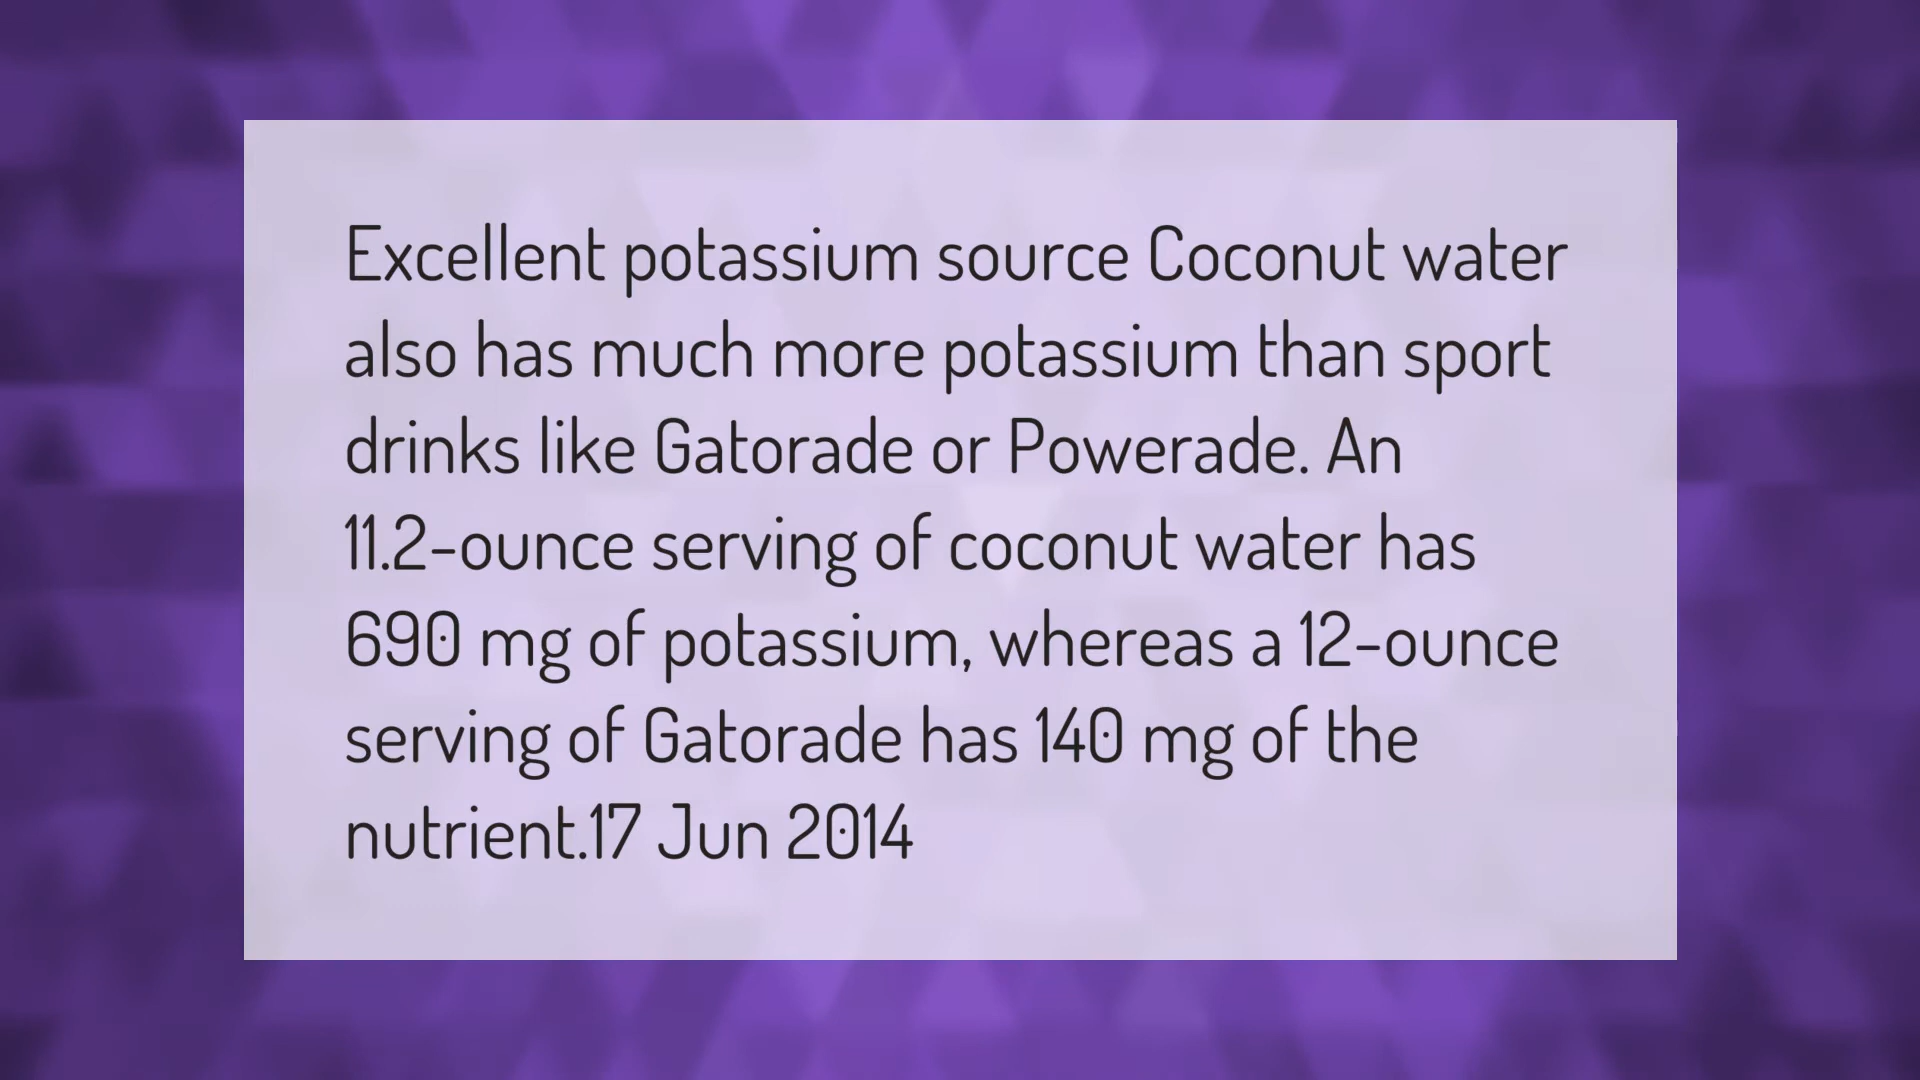 Excellent potassium source Coconut water
also has much more potassium than sport
drinks like Gatorade or Powerade. An
11.2-ounce serving of coconut water has
690 mg of potassium, whereas a 12-ounce
serving of Gatorade has 140 mg of the
nutrient.17 Jun 2014